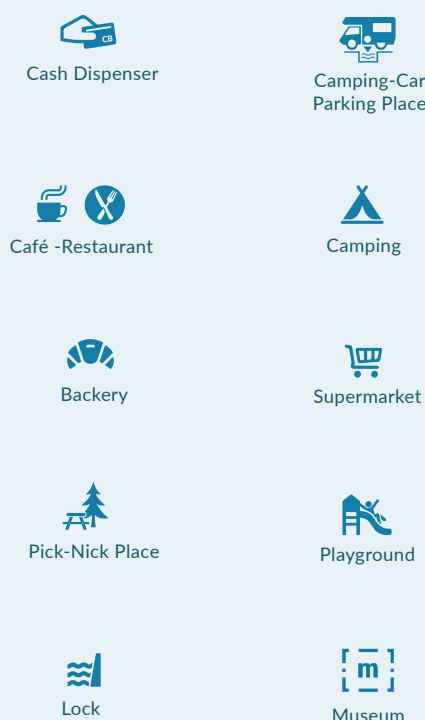 CB
Cash Dispenser
Camping-Car
Parking Place
Café -Restaurant
Camping
Backery
Supermarket
Pick-Nick Place
Playground
Lock
m
Museum